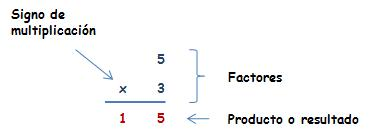 Signo de
multiplicación
5
x 3
Factores
1 5
Producto o resultado